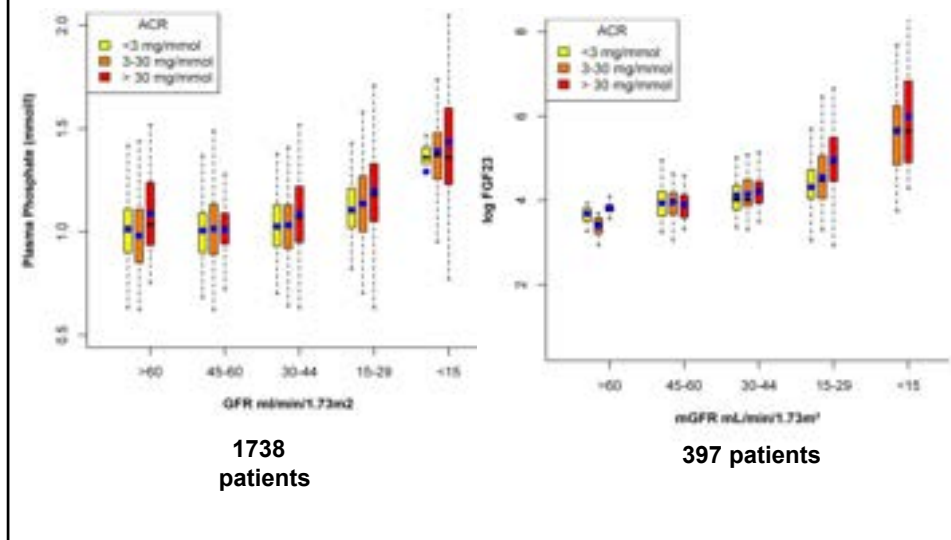 ACR
<3 mg/mmol
3-30 mg/mmol
> 30 mg/mmol
Plasma Phosphate (mmol/l)
2.0
1.5
1.0
0.5
>60
45-60
30-44
15-29
<15
GFR ml/min/1.73m2
1738
patients
ACR
<3 mg/mmol
3-30 mg/mmol
> 30 mg/mmol
log FGF23
8
6
4
2
>60
45-60
30-44
15-29
<15
mGFR mL/min/1.73m²
397 patients